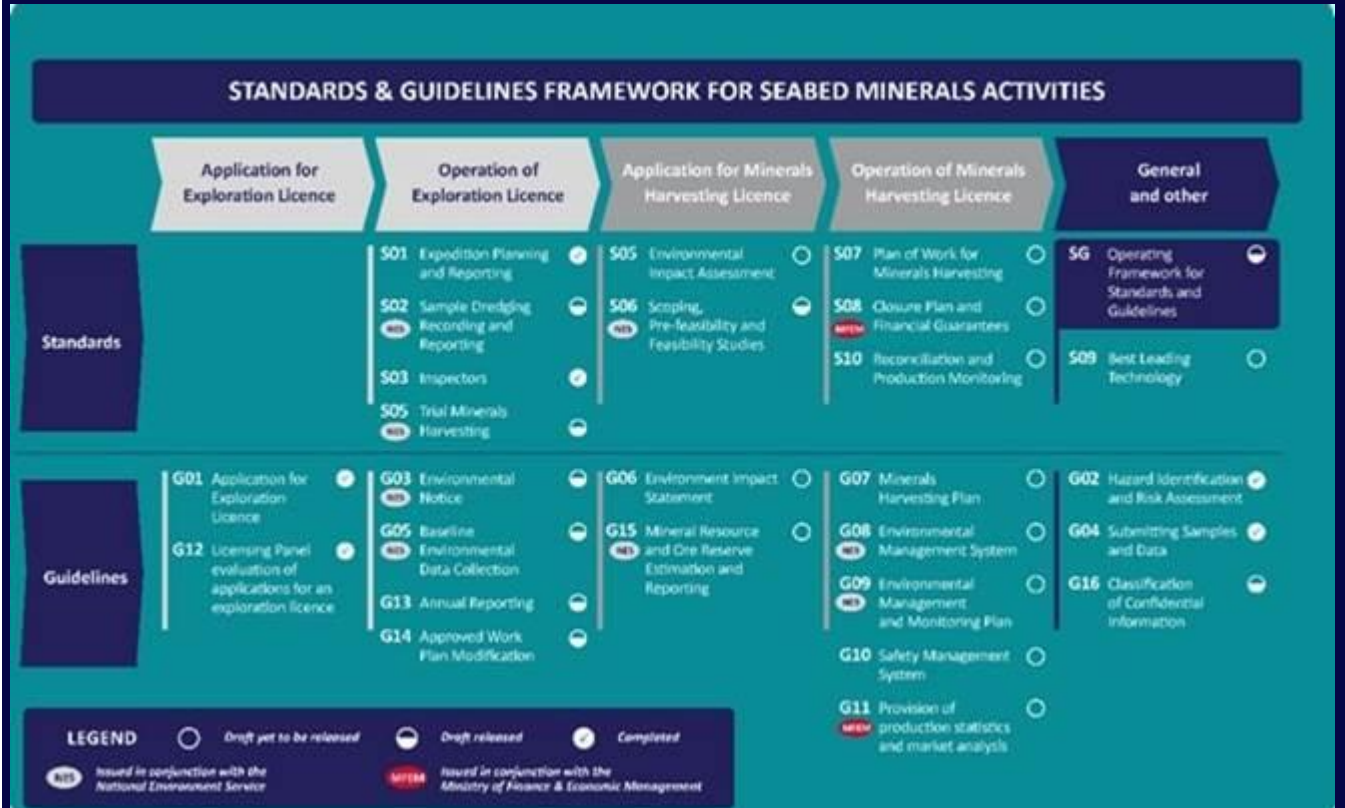 STANDARDS & GUIDELINES FRAMEWORK FOR SEABED MINERALS ACTIVITIES
Application for
Exploration Licence
Operation of
Exploration Licence
Application for Minerals
Harvesting Licence
Operation of Minerals
Harvesting Licence
General
and other
Standards
S01 Expedition Planning
and Reporting
S02 Sample Dredging
NES Recording and
Reporting
S03 Inspectors
S05 Trial Minerals
NES Harvesting
S05 Environmental
Impact Assessment
S06 Scoping,
NES Pre-feasibility and
Feasibility Studies
S07 Plan of Work for
Minerals Harvesting
S08 Closure Plan and
MFEM Financial Guarantees
S10 Reconciliation and
Production Monitoring
SG Operating
Framework for
Standards and
Guidelines
S09 Best Leading
Technology
Guidelines
G01 Application for
Exploration
Licence
G12 Licensing Panel
evaluation of
applications for an
exploration licence
G03 Environmental
NES Notice
G05 Baseline
NES Environmental
Data Collection
G13 Annual Reporting
G14 Approved Work
Plan Modification
G06 Environment Impact
Statement
G15 Mineral Resource
NES and Ore Reserve
Estimation and
Reporting
G07 Minerals
Harvesting Plan
G08 Environmental
NES Management System
G09 Environmental
NES Management
and Monitoring Plan
G10 Safety Management
System
G11 Provision of
MFEM production statistics
and market analysis
G02 Hazard Identification
and Risk Assessment
G04 Submitting Samples
and Data
G16 Classification
of Confidential
Information
LEGEND Draft yet to be released Draft released Completed
NES Issued in conjunction with the
National Environment Service
MFEM Issued in conjunction with the
Ministry of Finance & Economic Management